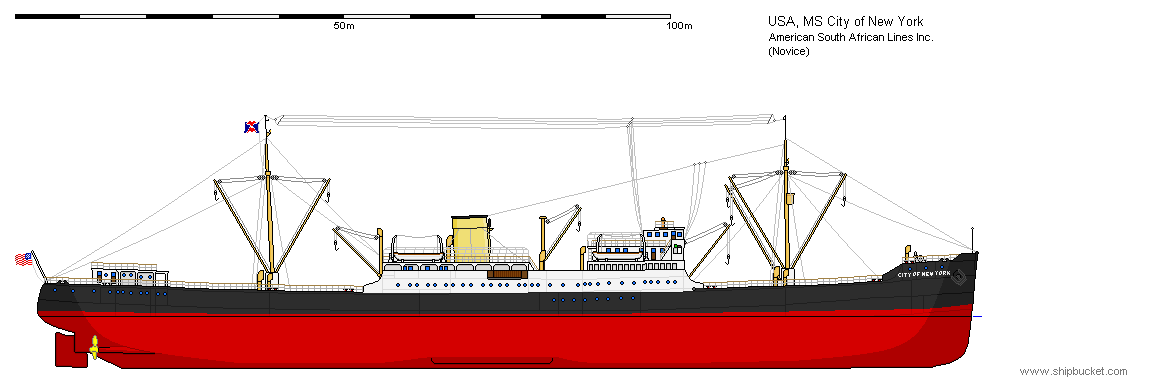 50m
100m
USA, MS City of New York
American South African Lines Inc.
(Novice)
CITY OF NEW YORK
www.shipbucket.com